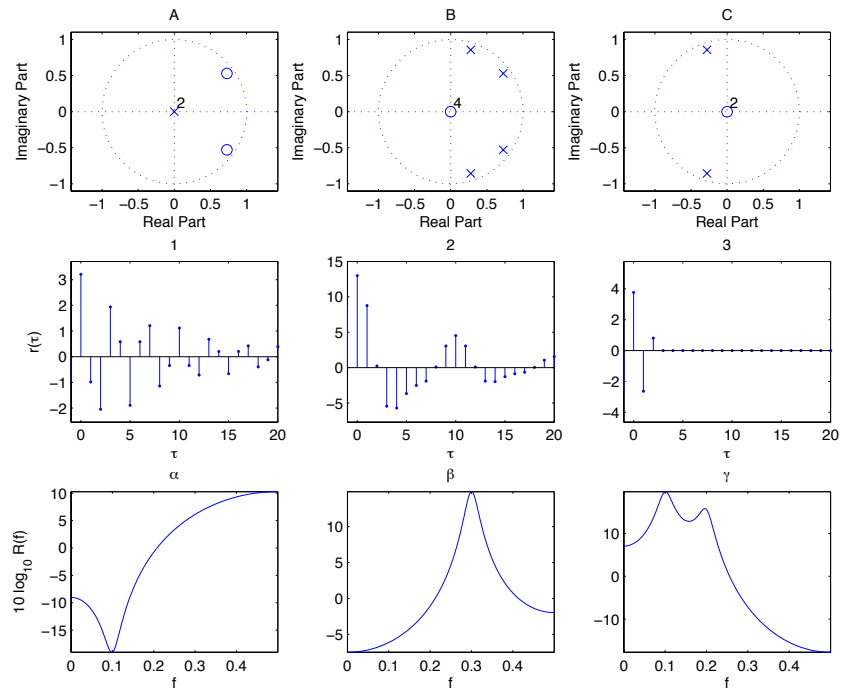 A B C
1 1 1
0.5 0.5 0.5
0 0 0
−0.5 −0.5 −0.5
−1 −1 −1
2 4 2
Imaginary Part Imaginary Part Imaginary Part
−1 −0.5 0 0.5 1 −1 −0.5 0 0.5 1 −1 −0.5 0 0.5 1
Real Part Real Part Real Part
1 2 3
3 2 1 0 −1 −2
15 10 5 0 −5
4 2 0 −2 −4
r(τ)
0 5 10 15 20 0 5 10 15 20 0 5 10 15 20
τ τ τ
α β γ
10 5 0 −5 −10 −15
10 5 0 −5
10 0 −10
10 log10 R(f)
0 0.1 0.2 0.3 0.4 0 0.1 0.2 0.3 0.4 0 0.1 0.2 0.3 0.4
f f f